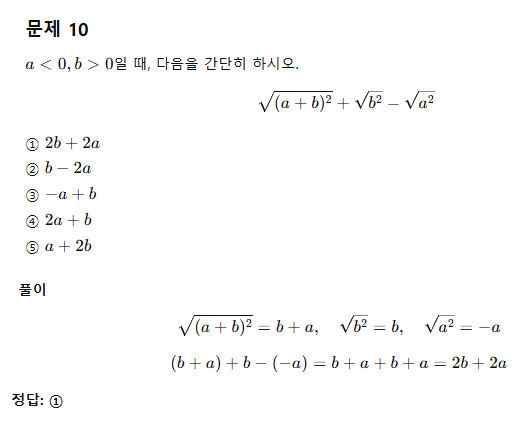 문제 10
a < 0, b > 0일 때, 다음을 간단히 하시오.
√(a + b)² + √b² − √a²
① 2b + 2a
② b − 2a
③ −a + b
④ 2a + b
⑤ a + 2b
풀이
√(a + b)² = b + a, √b² = b, √a² = −a
(b + a) + b − (−a) = b + a + b + a = 2b + 2a
정답: ①